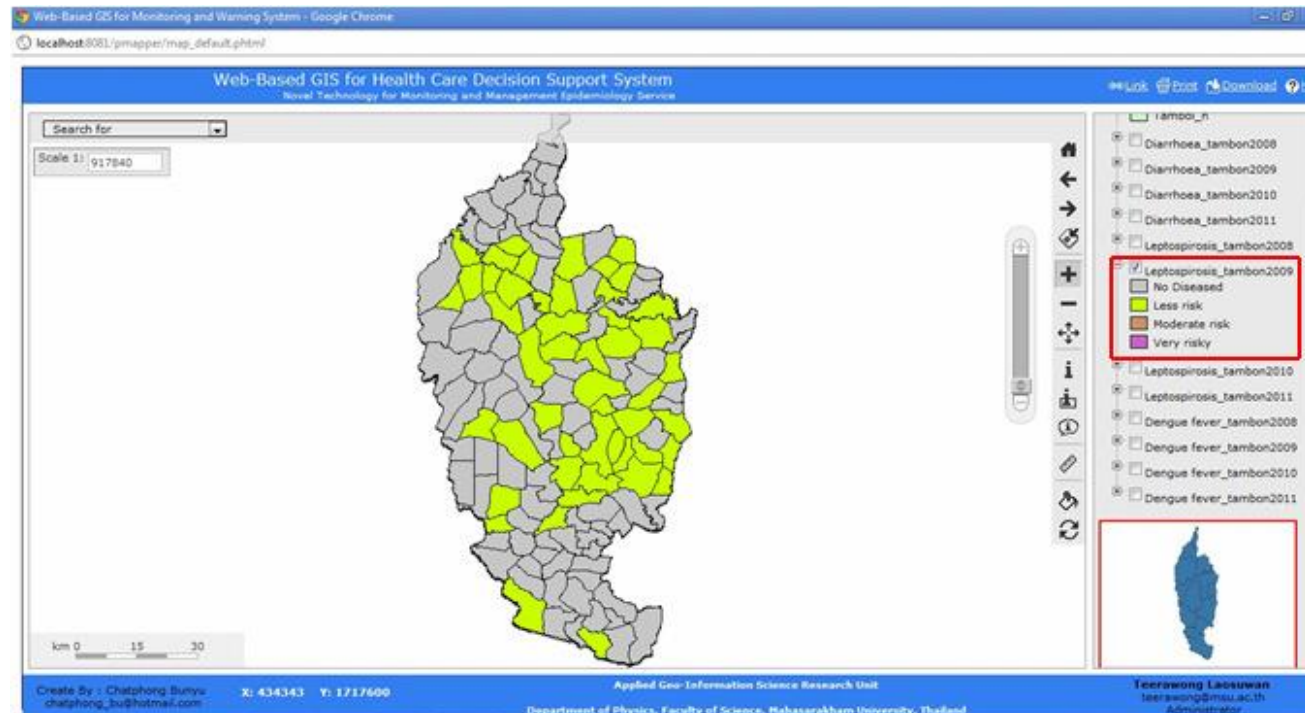 Web-Based GIS for Monitoring and Warning System - Google Chrome
localhost:8081/pmapper/map_default.phtml
Web-Based GIS for Health Care Decision Support System
Novel Technology for Monitoring and Management Epidemiology Service
Link Print Download ?
Search for
Scale 1: 917840
Tambol_n
Diarrhoea_tambon2008
Diarrhoea_tambon2009
Diarrhoea_tambon2010
Diarrhoea_tambon2011
Leptospirosis_tambon2008
Leptospirosis_tambon2009
No Diseased
Less risk
Moderate risk
Very risky
Leptospirosis_tambon2010
Leptospirosis_tambon2011
Dengue fever_tambon2008
Dengue fever_tambon2009
Dengue fever_tambon2010
Dengue fever_tambon2011
km 0 15 30
Create By : Chatphong Bunyu
chatphong_bu@hotmail.com
X: 434343 Y: 1717600
Applied Geo-Information Science Research Unit
Department of Physics, Faculty of Science, Mahasarakham University, Thailand
Teerawong Laosuwan
teerawong@msu.ac.th
Administrator